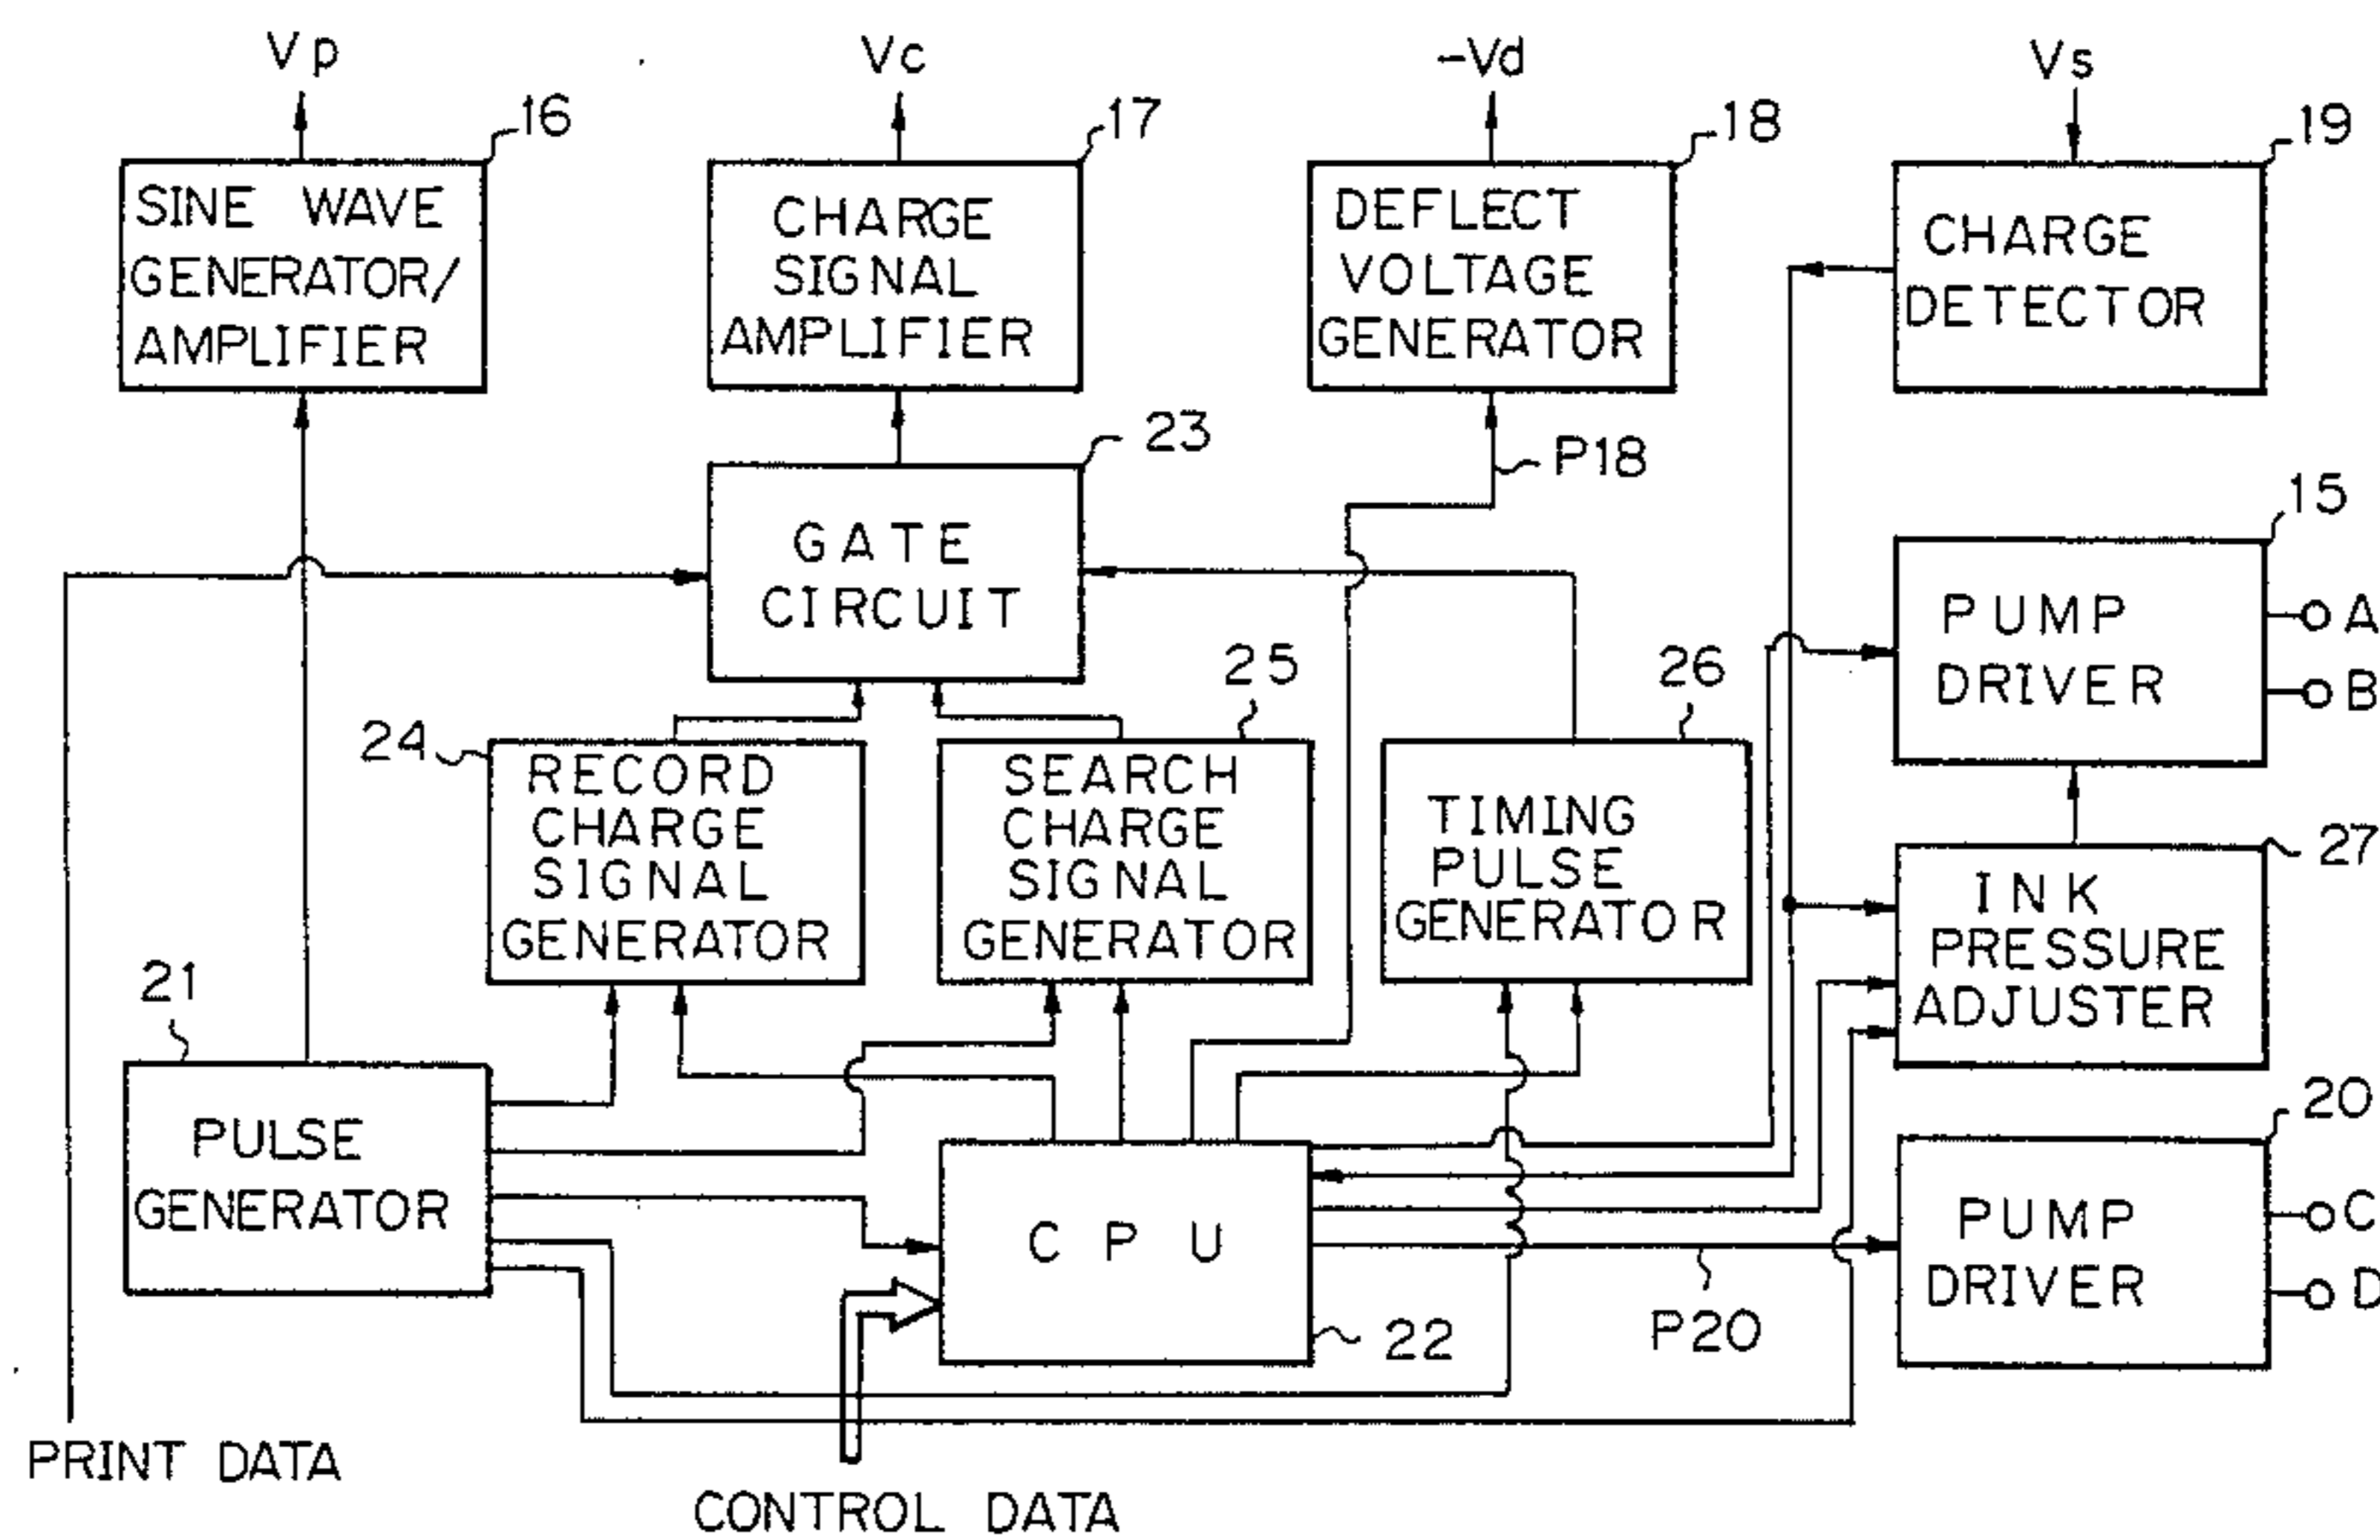 Vp
Vc
-Vd
Vs
16
17
18
19
SINE WAVE
GENERATOR/
AMPLIFIER
CHARGE
SIGNAL
AMPLIFIER
DEFLECT
VOLTAGE
GENERATOR
CHARGE
DETECTOR
23
P18
15
GATE
CIRCUIT
PUMP
DRIVER
A
B
24
25
26
27
RECORD
CHARGE
SIGNAL
GENERATOR
SEARCH
CHARGE
SIGNAL
GENERATOR
TIMING
PULSE
GENERATOR
INK
PRESSURE
ADJUSTER
21
20
PULSE
GENERATOR
CPU
PUMP
DRIVER
C
D
22
P20
PRINT DATA
CONTROL DATA